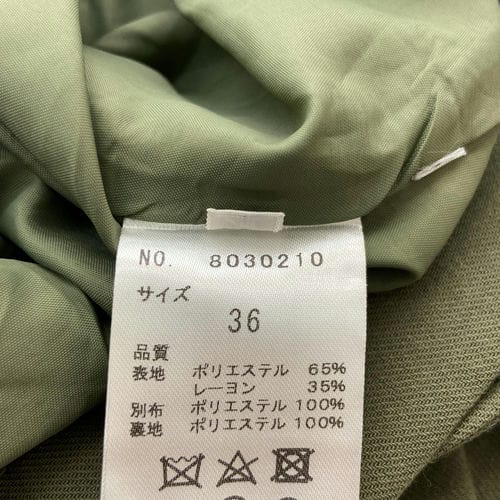 NO. 8030210
サイズ
36
品質
表地 ポリエステル 65%
レーヨン 35%
別布 ポリエステル 100%
裏地 ポリエステル 100%